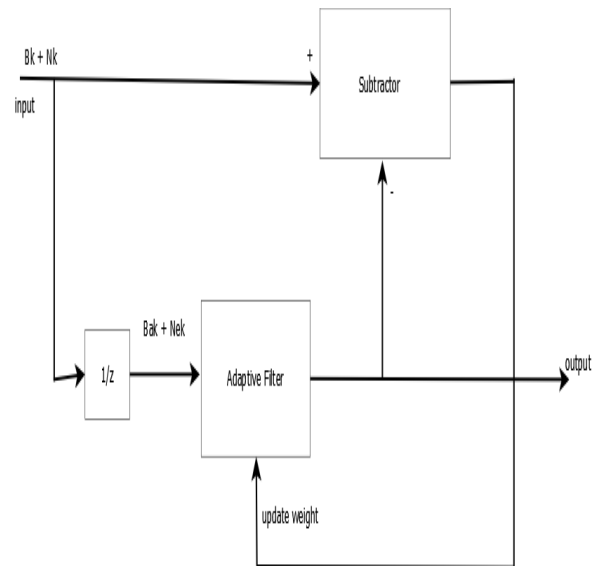 Bk + Nk
+
Subtractor
input
-
Bak + Nek
1/z
Adaptive Filter
output
update weight